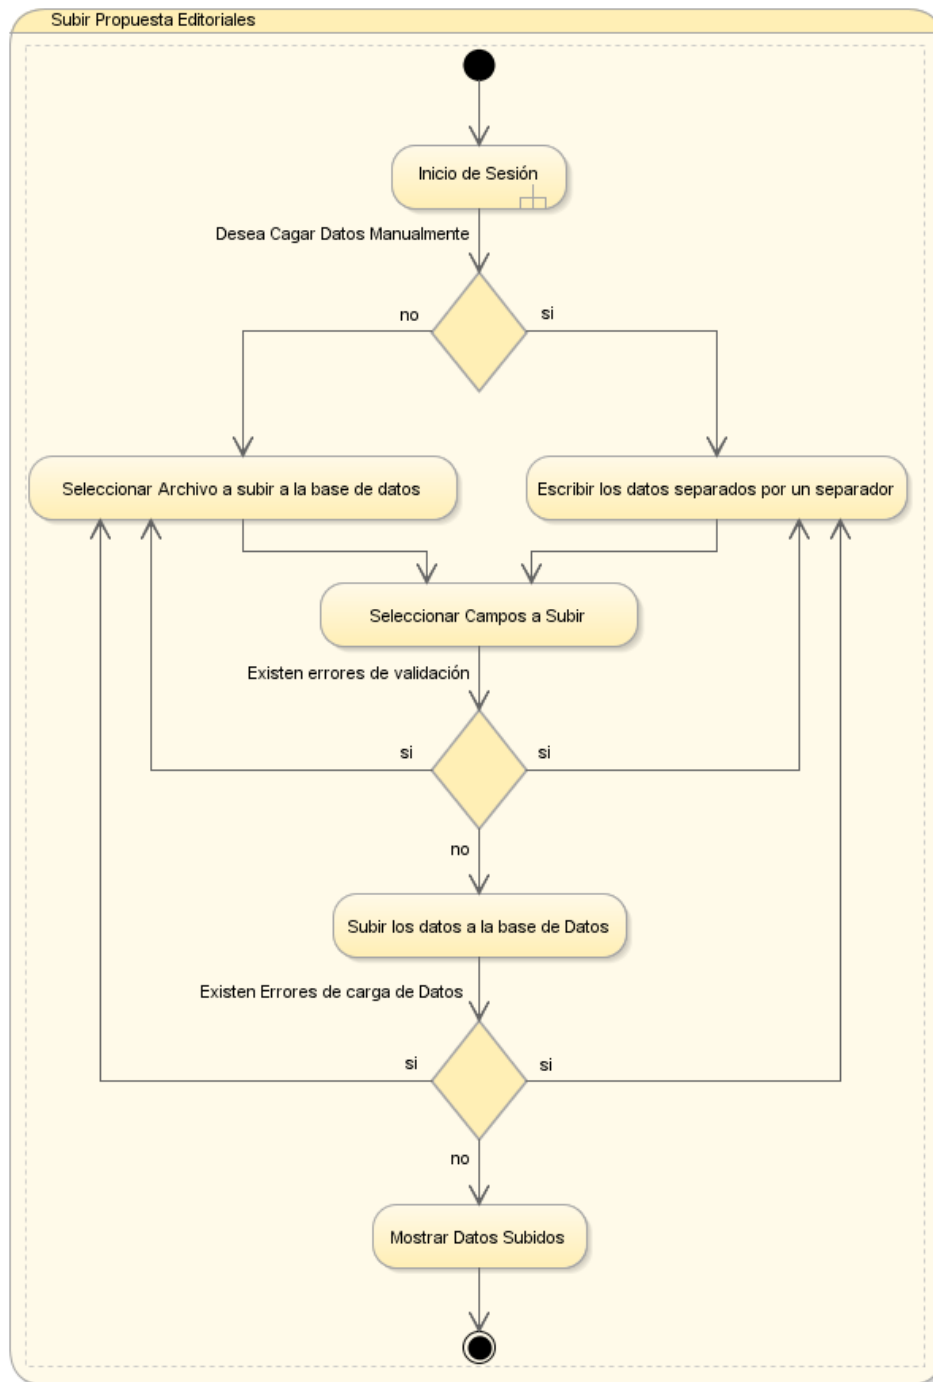 Subir Propuesta Editoriales
Inicio de Sesión
Desea Cagar Datos Manualmente
no
si
Seleccionar Archivo a subir a la base de datos
Escribir los datos separados por un separador
Seleccionar Campos a Subir
Existen errores de validación
si
si
no
Subir los datos a la base de Datos
Existen Errores de carga de Datos
si
si
no
Mostrar Datos Subidos